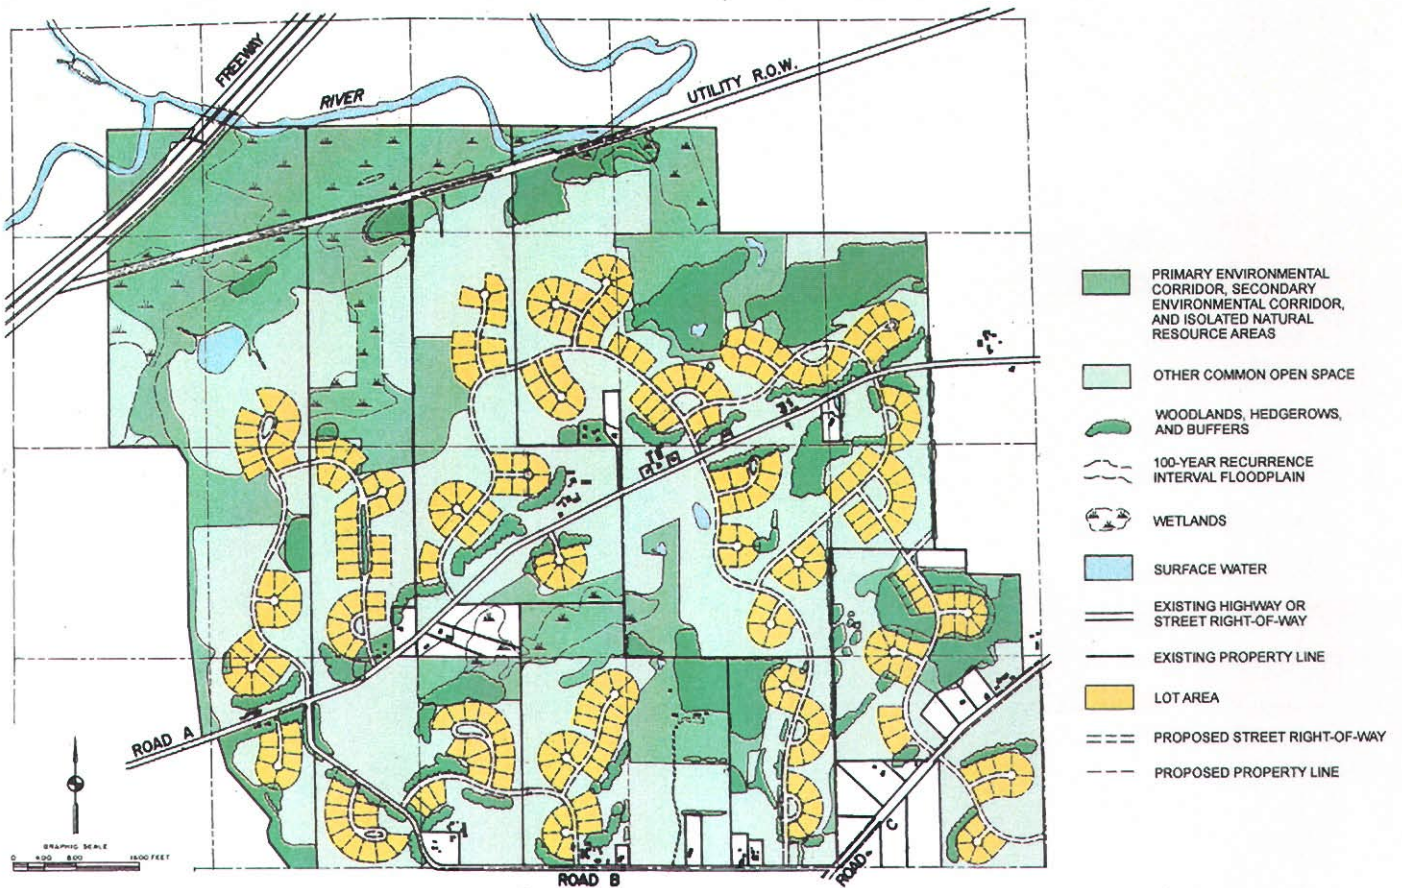 FREEWAY
RIVER
UTILITY R.O.W.
PRIMARY ENVIRONMENTAL
CORRIDOR, SECONDARY
ENVIRONMENTAL CORRIDOR,
AND ISOLATED NATURAL
RESOURCE AREAS
OTHER COMMON OPEN SPACE
WOODLANDS, HEDGEROWS,
AND BUFFERS
100-YEAR RECURRENCE
INTERVAL FLOODPLAIN
WETLANDS
SURFACE WATER
EXISTING HIGHWAY OR
STREET RIGHT-OF-WAY
EXISTING PROPERTY LINE
LOT AREA
PROPOSED STREET RIGHT-OF-WAY
PROPOSED PROPERTY LINE
ROAD A
GRAPHIC SCALE
0 400 800 1600 FEET
ROAD B
ROAD C